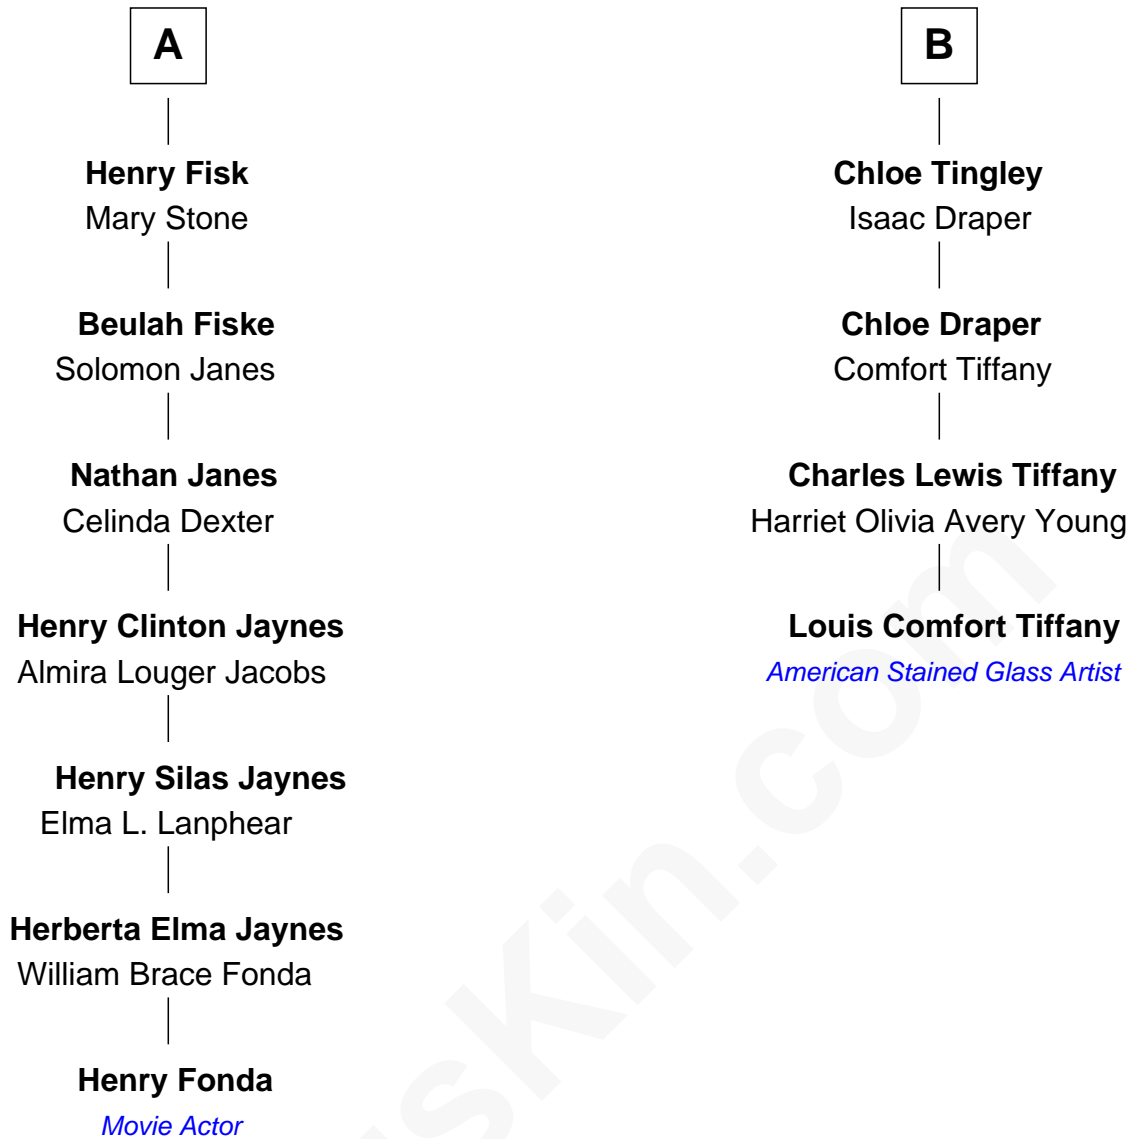 A
Henry Fisk
Mary Stone
Beulah Fiske
Solomon Janes
Nathan Janes
Celinda Dexter
Henry Clinton Jaynes
Almira Louger Jacobs
Henry Silas Jaynes
Elma L. Lanphear
Herberta Elma Jaynes
William Brace Fonda
Henry Fonda
Movie Actor
B
Chloe Tingley
Isaac Draper
Chloe Draper
Comfort Tiffany
Charles Lewis Tiffany
Harriet Olivia Avery Young
Louis Comfort Tiffany
American Stained Glass Artist